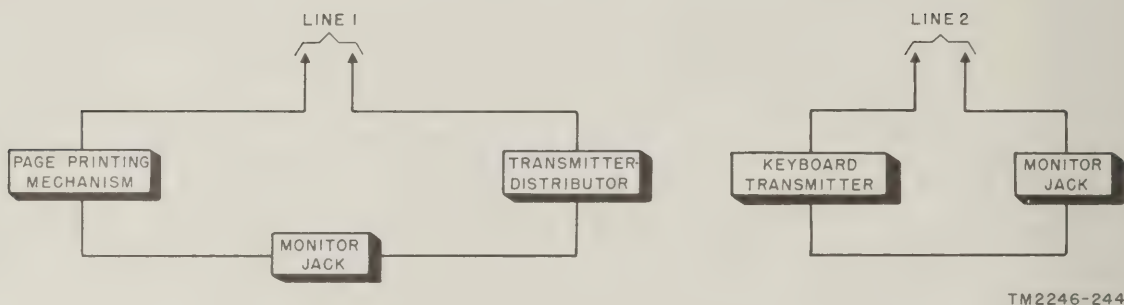 LINE 1
PAGE PRINTING
MECHANISM
TRANSMITTER-
DISTRIBUTOR
MONITOR
JACK
LINE 2
KEYBOARD
TRANSMITTER
MONITOR
JACK
TM2246-244